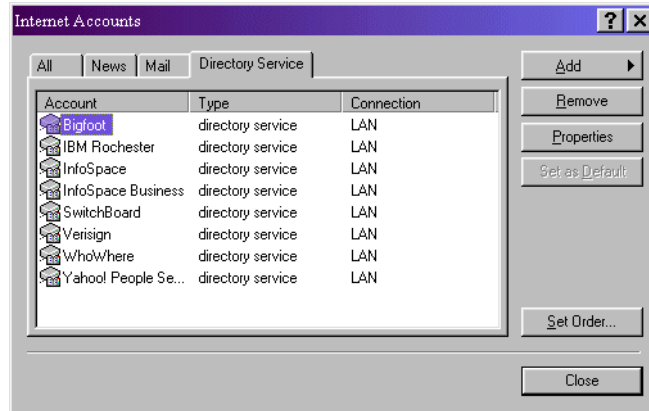 Internet Accounts
All News Mail Directory Service
Add
Remove
Properties
Set as Default
Account Type Connection
Bigfoot directory service LAN
IBM Rochester directory service LAN
InfoSpace directory service LAN
InfoSpace Business directory service LAN
SwitchBoard directory service LAN
Verisign directory service LAN
WhoWhere directory service LAN
Yahoo! People Se... directory service LAN
Set Order...
Close